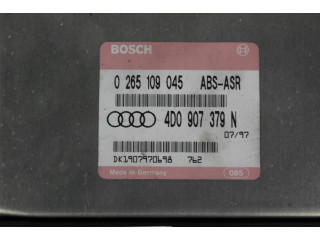 BOSCH
0 265 109 045 ABS-ASR
4D0 907 379 N
07/97
DK1907970698 762
Made in Germany 085